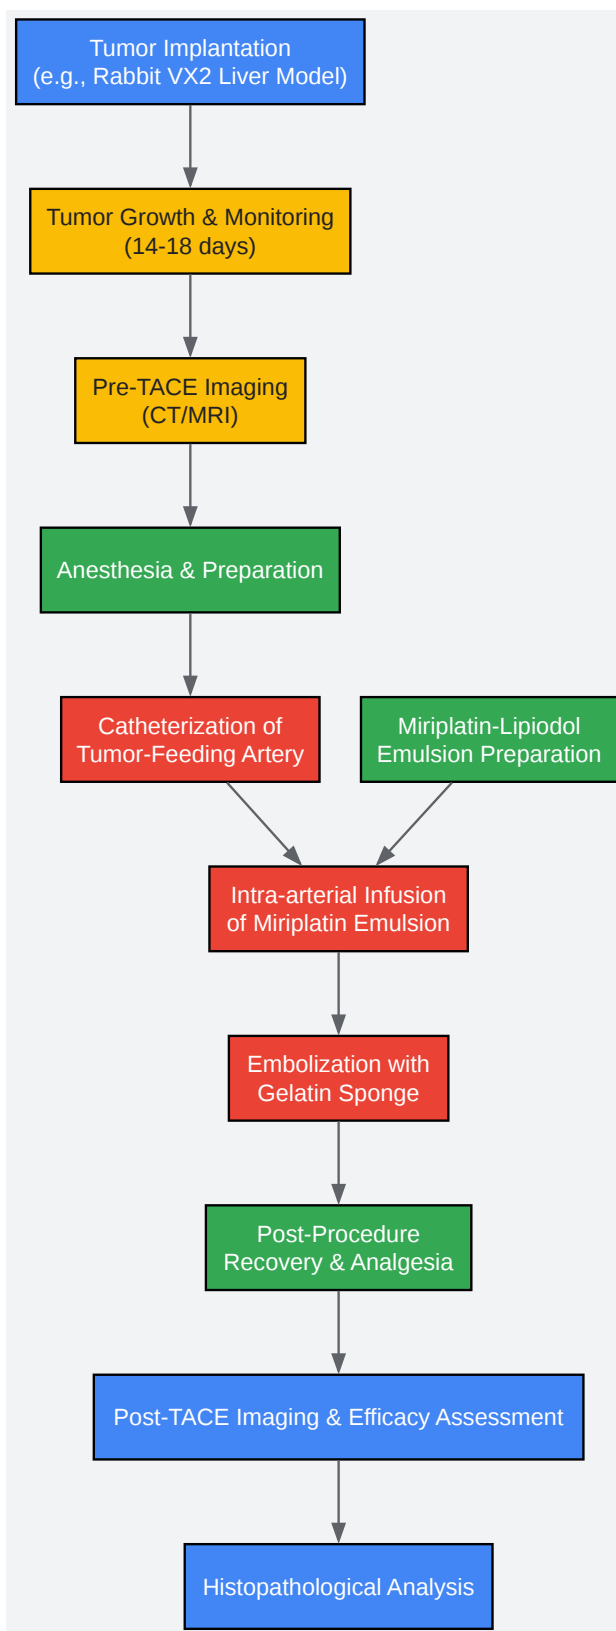 Tumor Implantation
(e.g., Rabbit VX2 Liver Model)
Tumor Growth & Monitoring
(14-18 days)
Pre-TACE Imaging
(CT/MRI)
Anesthesia & Preparation
Catheterization of
Tumor-Feeding Artery
Miriplatin-Lipiodol
Emulsion Preparation
Intra-arterial Infusion
of Miriplatin Emulsion
Embolization with
Gelatin Sponge
Post-Procedure
Recovery & Analgesia
Post-TACE Imaging & Efficacy Assessment
Histopathological Analysis